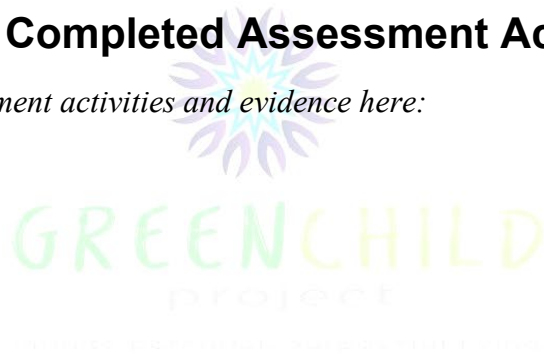 Completed Assessment Ac
ment activities and evidence here:
GREENCHILD
project